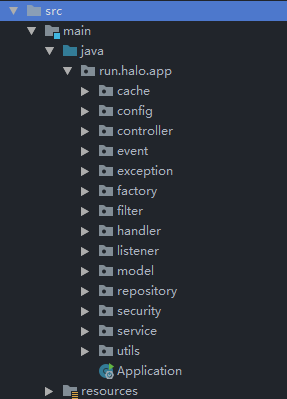 src
main
java
run.halo.app
cache
config
controller
event
exception
factory
filter
handler
listener
model
repository
security
service
utils
Application
resources